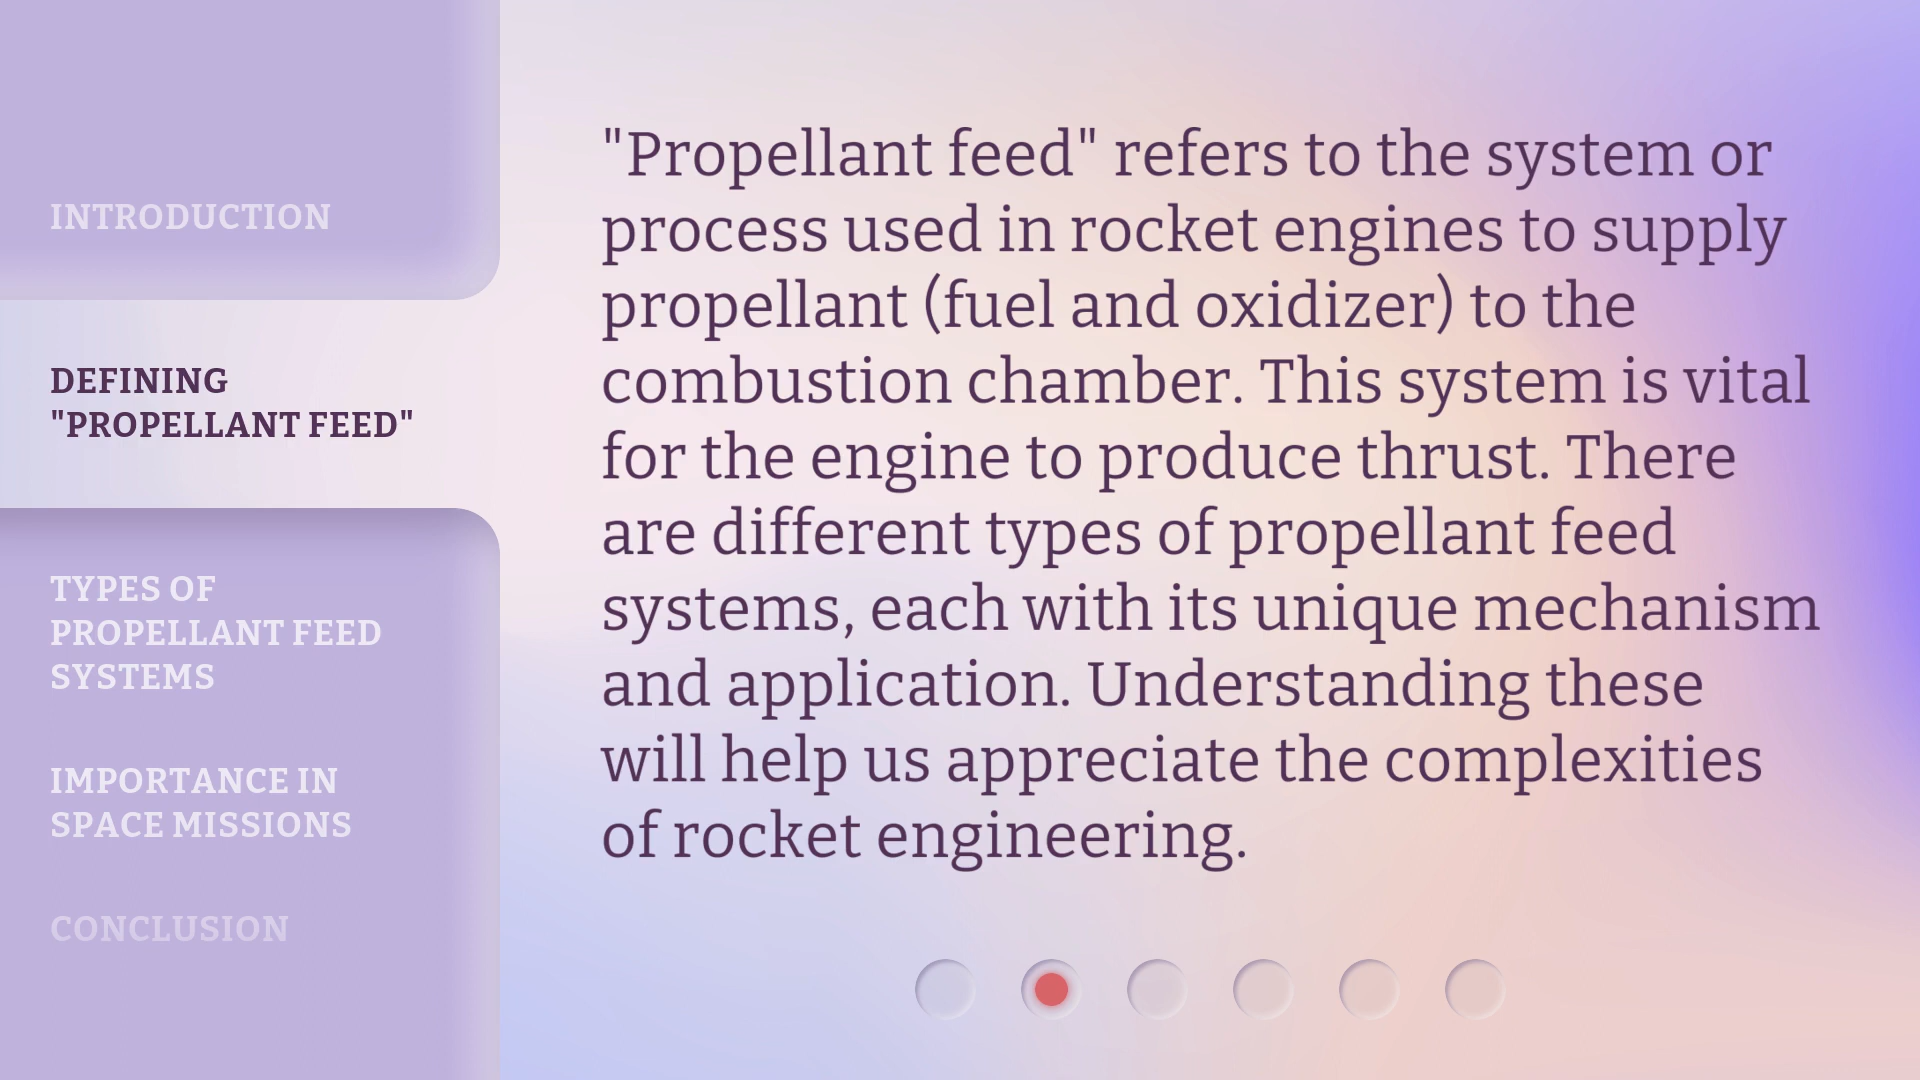 INTRODUCTION
DEFINING
"PROPELLANT FEED"
TYPES OF
PROPELLANT FEED
SYSTEMS
IMPORTANCE IN
SPACE MISSIONS
CONCLUSION
"Propellant feed" refers to the system or
process used in rocket engines to supply
propellant (fuel and oxidizer) to the
combustion chamber. This system is vital
for the engine to produce thrust. There
are different types of propellant feed
systems, each with its unique mechanism
and application. Understanding these
will help us appreciate the complexities
of rocket engineering.